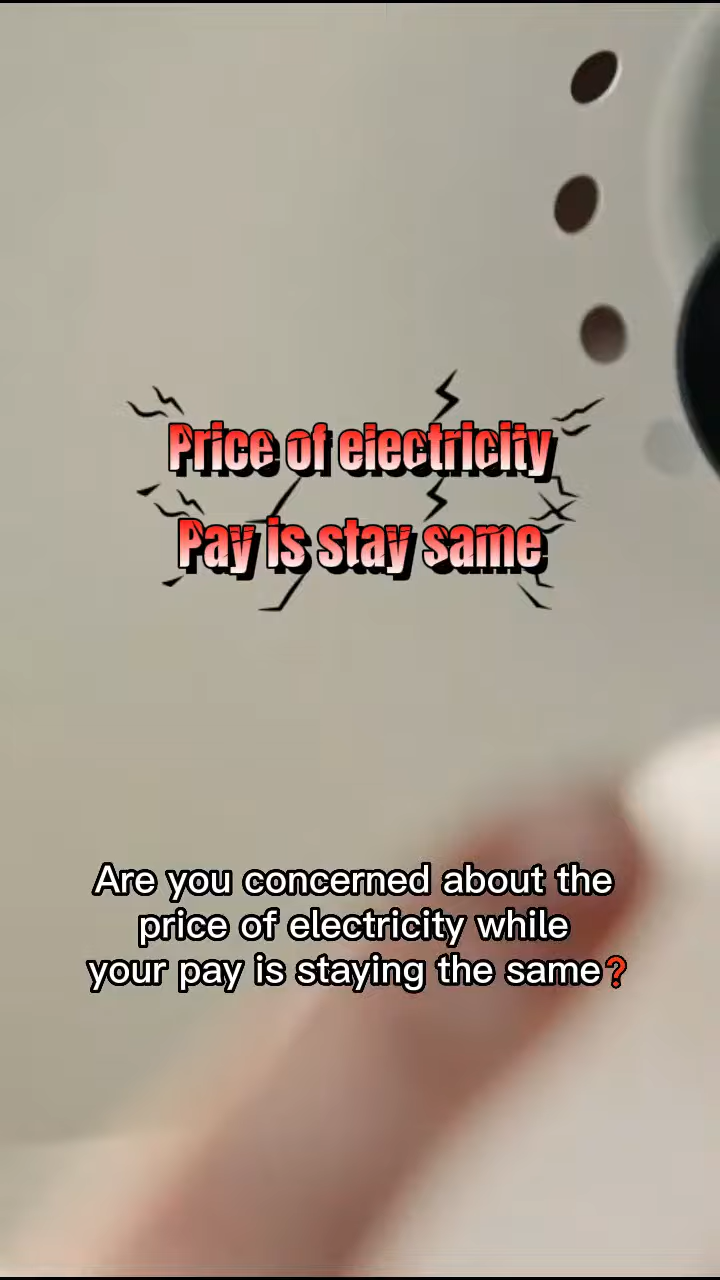 Price of electricity
Pay is stay same
Are you concerned about the
price of electricity while
your pay is staying the same❓